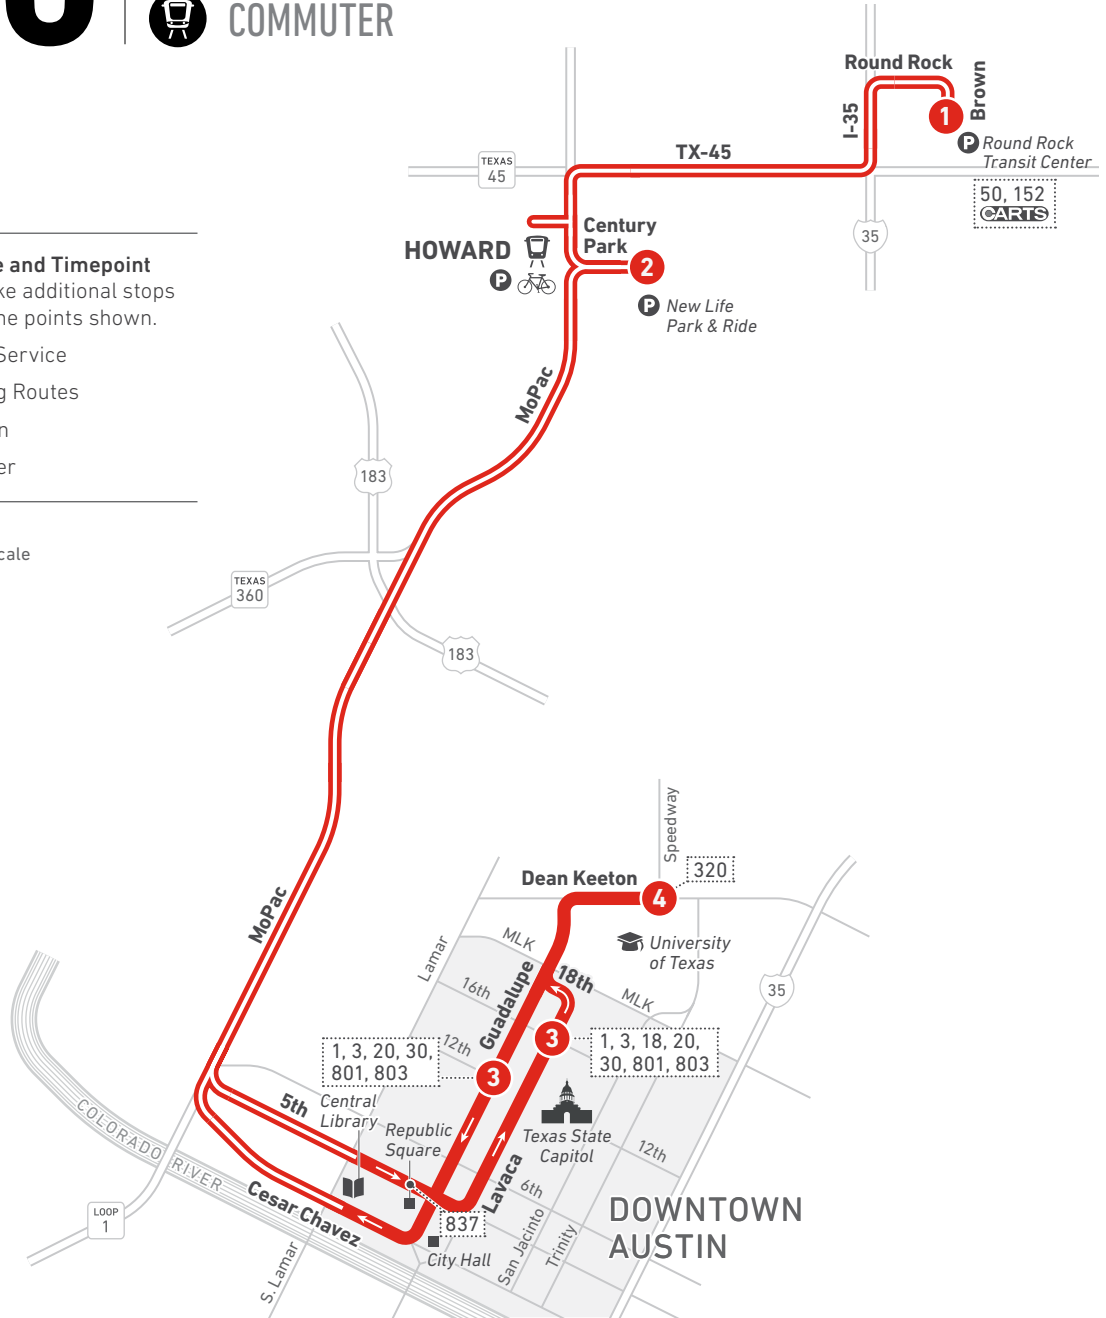 COMMUTER
Round Rock
Brown
I-35
1
P
Round Rock
Transit Center
TX-45
TEXAS
45
50, 152
CARTS
35
Century
Park
HOWARD
P
2
P
New Life
Park & Ride
and Timepoint
additional stops
points shown.
Service
Routes
MoPac
183
TEXAS
360
183
Speedway
320
Dean Keeton
4
MoPac
MLK
Lamar
University
of Texas
18th
16th
Guadalupe
MLK
35
12th
3
1, 3, 20, 30,
801, 803
1, 3, 18, 20,
30, 801, 803
3
5th
Central
Library
Republic
Square
Texas State
Capitol
12th
COLORADO RIVER
Lavaca
6th
Cesar Chavez
837
LOOP
1
DOWNTOWN
AUSTIN
San Jacinto
Trinity
City Hall
S. Lamar